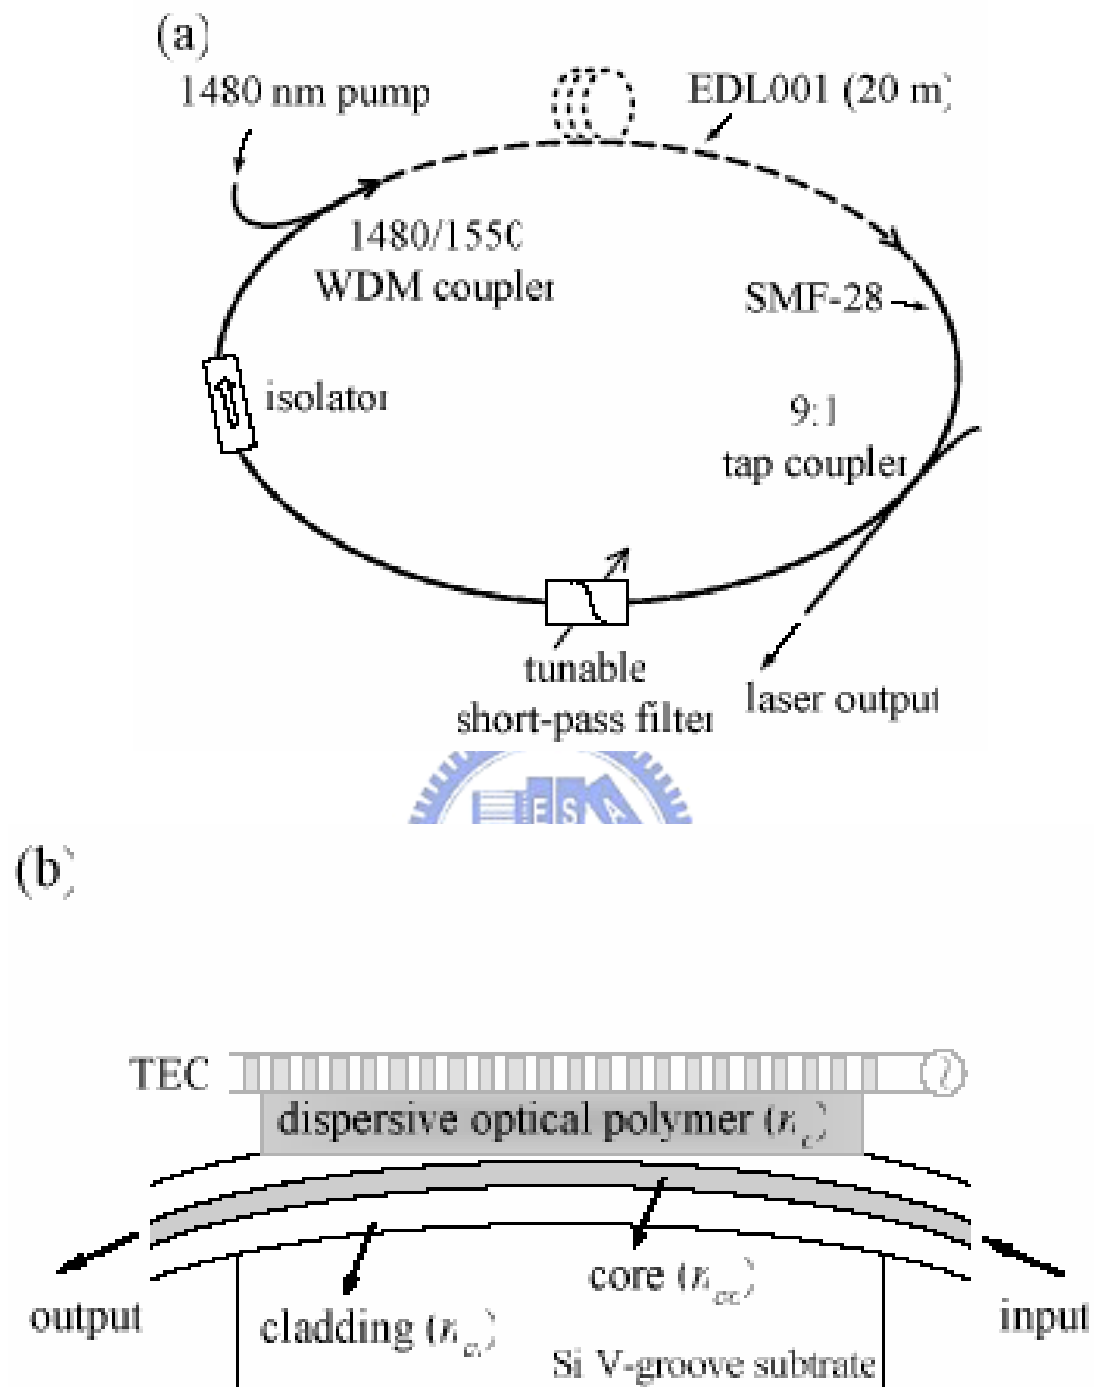 (a)
1480 nm pump
EDL001 (20 m)
1480/1550
WDM coupler
SMF-28
isolator
9:1
tap coupler
tunable
short-pass filter
laser output
ESA
(b)
TEC
dispersive optical polymer (n
core (n
cladding (n
output
input
Si V-groove subtrate